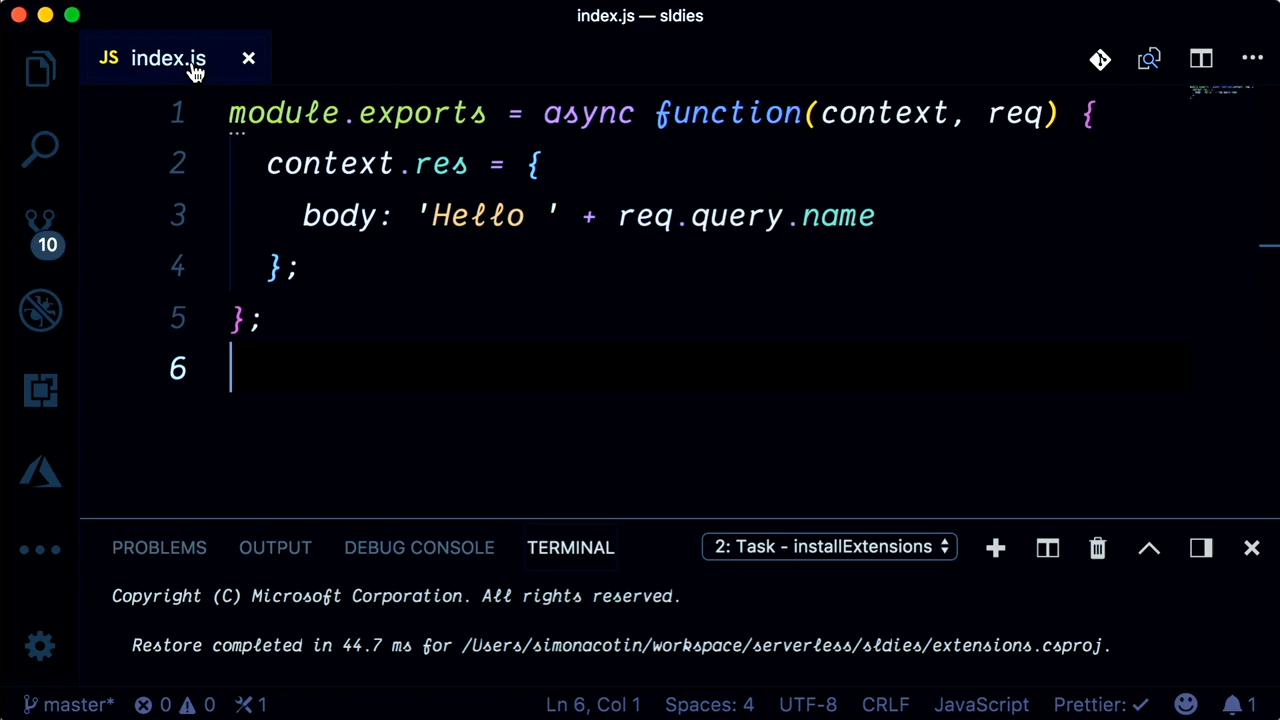 index.js — sldies
JS index.js
1 module.exports = async function(context, req) {
2 context.res = {
3 body: 'Hello ' + req.query.name
4 };
5 };
6
10
PROBLEMS OUTPUT DEBUG CONSOLE TERMINAL 2: Task - installExtensions
Copyright (C) Microsoft Corporation. All rights reserved.
Restore completed in 44.7 ms for /Users/simonacotin/workspace/serverless/sldies/extensions.csproj.
master* 0 0 1 Ln 6, Col 1 Spaces: 4 UTF-8 CRLF JavaScript Prettier: ✓ 1